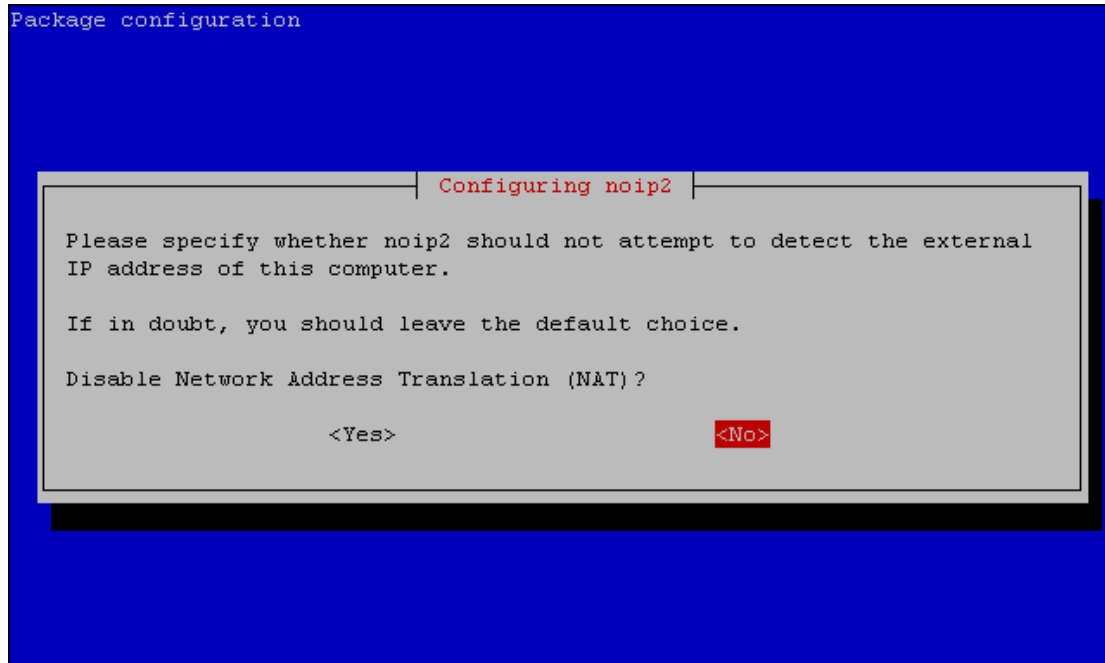 Package configuration
Configuring noip2
Please specify whether noip2 should not attempt to detect the external
IP address of this computer.
If in doubt, you should leave the default choice.
Disable Network Address Translation (NAT)?
<Yes> <No>